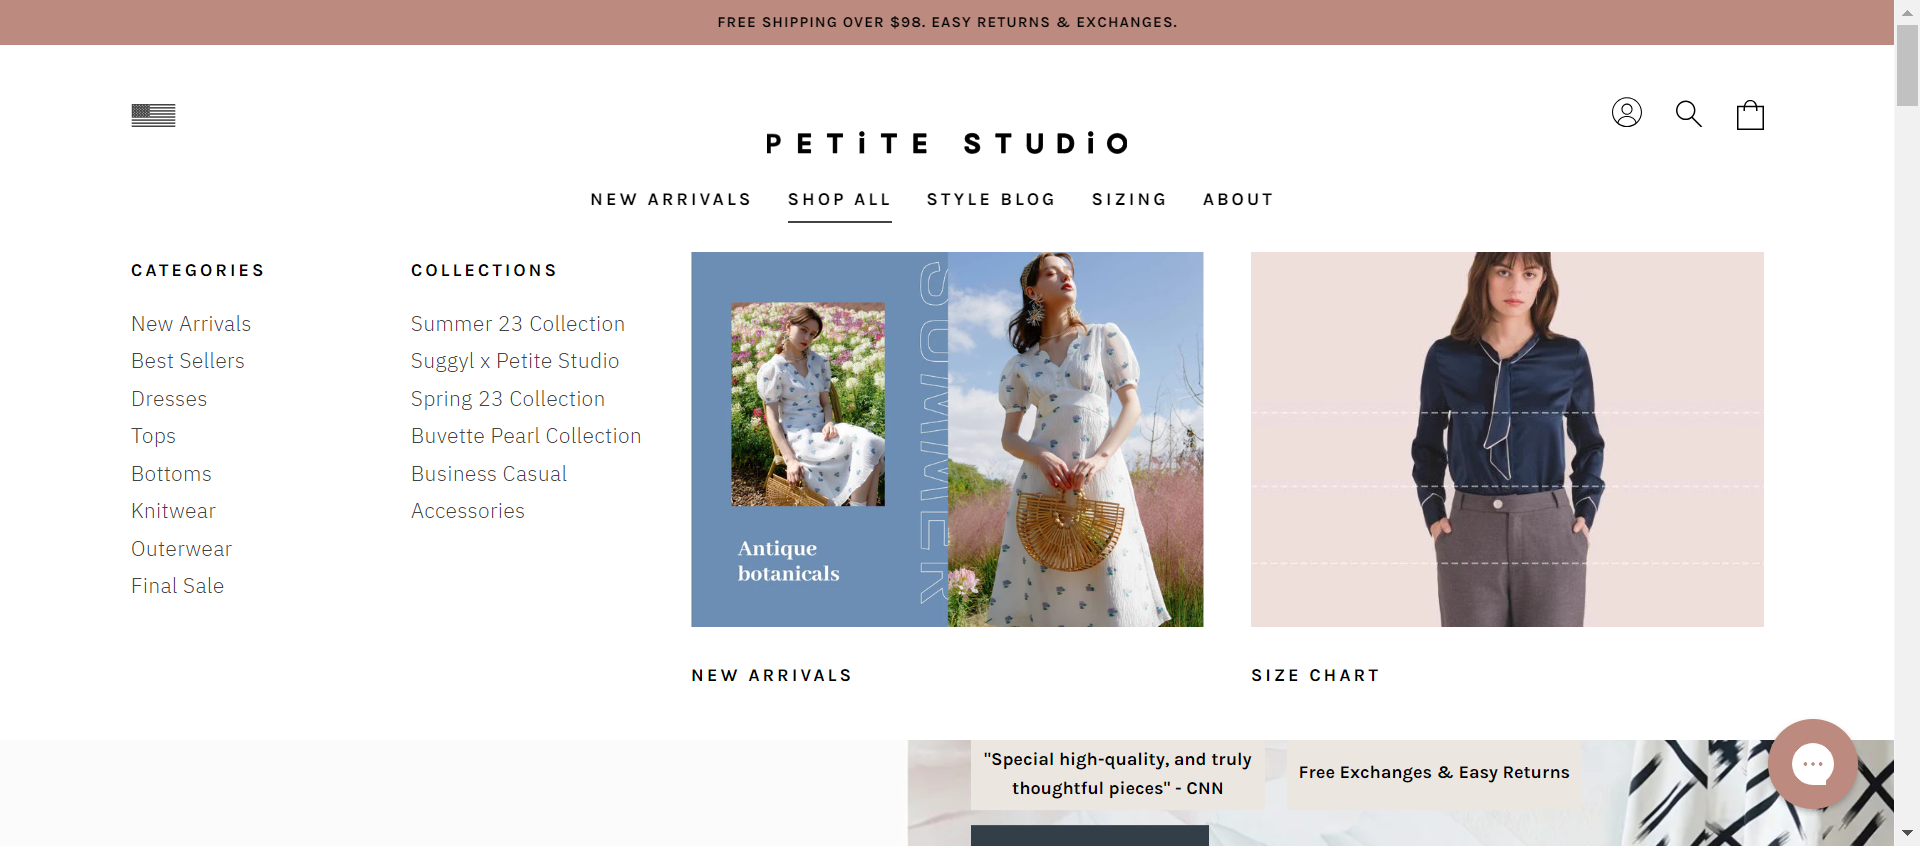 FREE SHIPPING OVER $98. EASY RETURNS & EXCHANGES.
PETiTE STUDiO
NEW ARRIVALS SHOP ALL STYLE BLOG SIZING ABOUT
CATEGORIES
New Arrivals
Best Sellers
Dresses
Tops
Bottoms
Knitwear
Outerwear
Final Sale
COLLECTIONS
Summer 23 Collection
Suggyl x Petite Studio
Spring 23 Collection
Buvette Pearl Collection
Business Casual
Accessories
SUMMER
Antique
botanicals
NEW ARRIVALS
SIZE CHART
"Special high-quality, and truly
thoughtful pieces" - CNN
Free Exchanges & Easy Returns